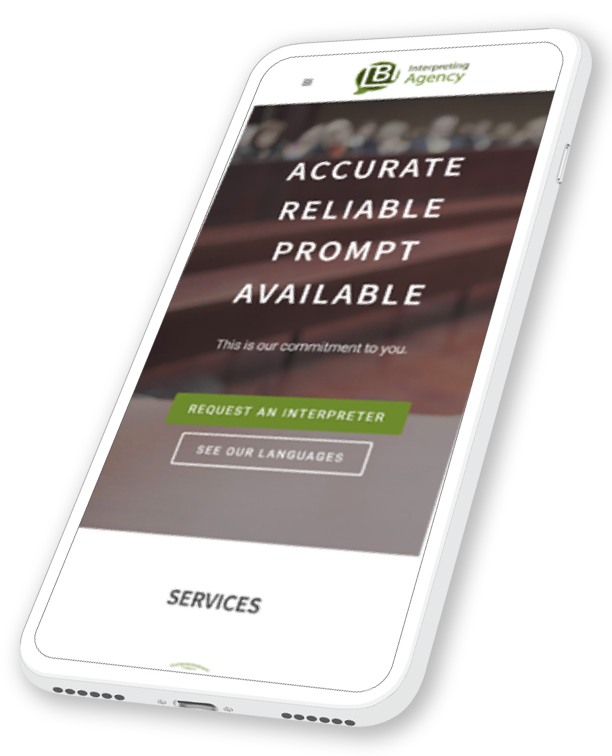 LB Interpreting
Agency
ACCURATE
RELIABLE
PROMPT
AVAILABLE
This is our commitment to you.
REQUEST AN INTERPRETER
SEE OUR LANGUAGES
SERVICES